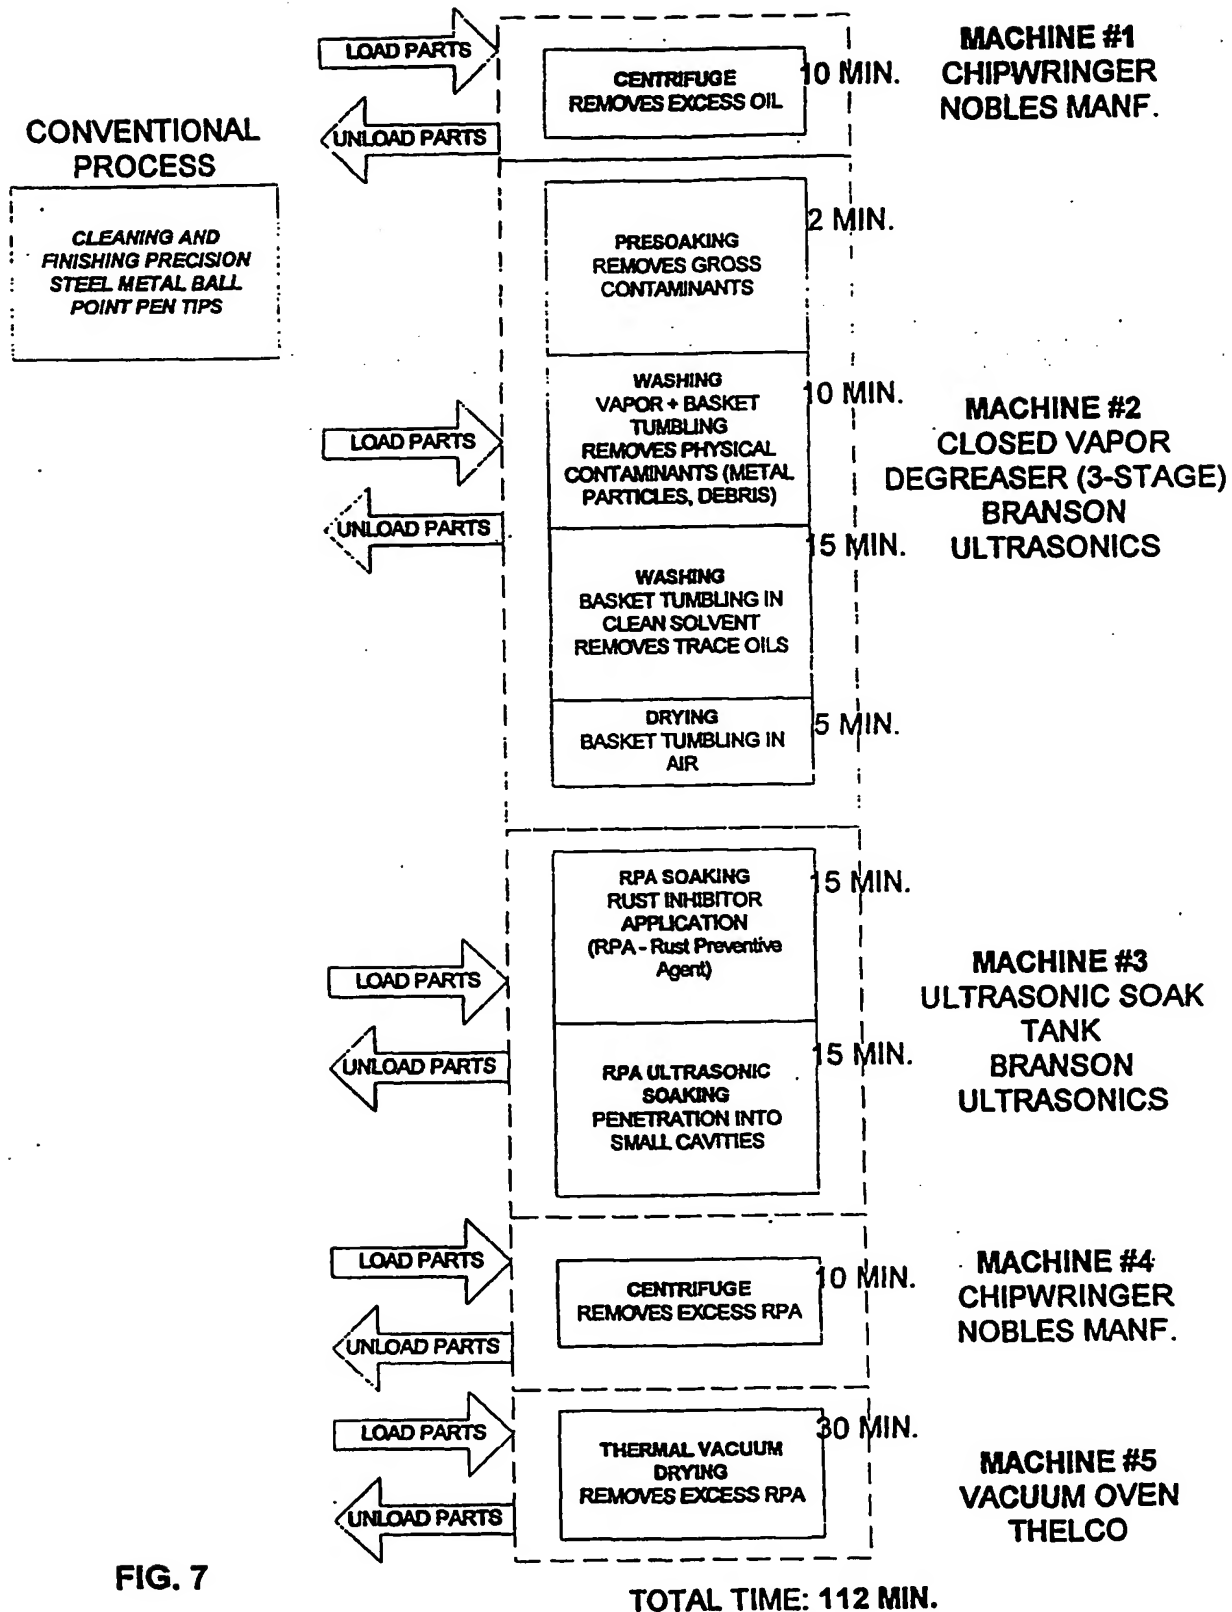 CONVENTIONAL
PROCESS
CLEANING AND
FINISHING PRECISION
STEEL METAL BALL
POINT PEN TIPS
LOAD PARTS
UNLOAD PARTS
CENTRIFUGE
REMOVES EXCESS OIL
10 MIN.
MACHINE #1
CHIPWRINGER
NOBLES MANF.
LOAD PARTS
UNLOAD PARTS
PRESOAKING
REMOVES GROSS
CONTAMINANTS
2 MIN.
WASHING
VAPOR + BASKET
TUMBLING
REMOVES PHYSICAL
CONTAMINANTS (METAL
PARTICLES, DEBRIS)
10 MIN.
WASHING
BASKET TUMBLING IN
CLEAN SOLVENT
REMOVES TRACE OILS
15 MIN.
DRYING
BASKET TUMBLING IN
AIR
5 MIN.
MACHINE #2
CLOSED VAPOR
DEGREASER (3-STAGE)
BRANSON
ULTRASONICS
LOAD PARTS
UNLOAD PARTS
RPA SOAKING
RUST INHIBITOR
APPLICATION
(RPA - Rust Preventive
Agent)
15 MIN.
RPA ULTRASONIC
SOAKING
PENETRATION INTO
SMALL CAVITIES
15 MIN.
MACHINE #3
ULTRASONIC SOAK
TANK
BRANSON
ULTRASONICS
LOAD PARTS
UNLOAD PARTS
CENTRIFUGE
REMOVES EXCESS RPA
10 MIN.
MACHINE #4
CHIPWRINGER
NOBLES MANF.
LOAD PARTS
UNLOAD PARTS
THERMAL VACUUM
DRYING
REMOVES EXCESS RPA
30 MIN.
MACHINE #5
VACUUM OVEN
THELCO
FIG. 7
TOTAL TIME: 112 MIN.